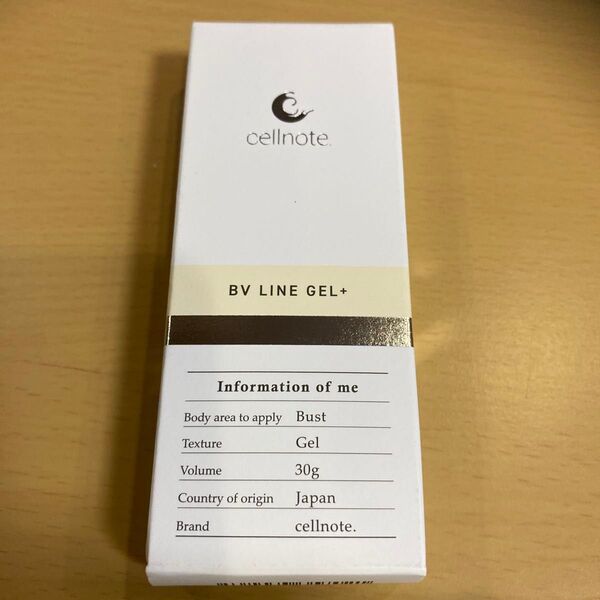 cellnote.
BV LINE GEL+
Information of me
Body area to apply Bust
Texture Gel
Volume 30g
Country of origin Japan
Brand cellnote.